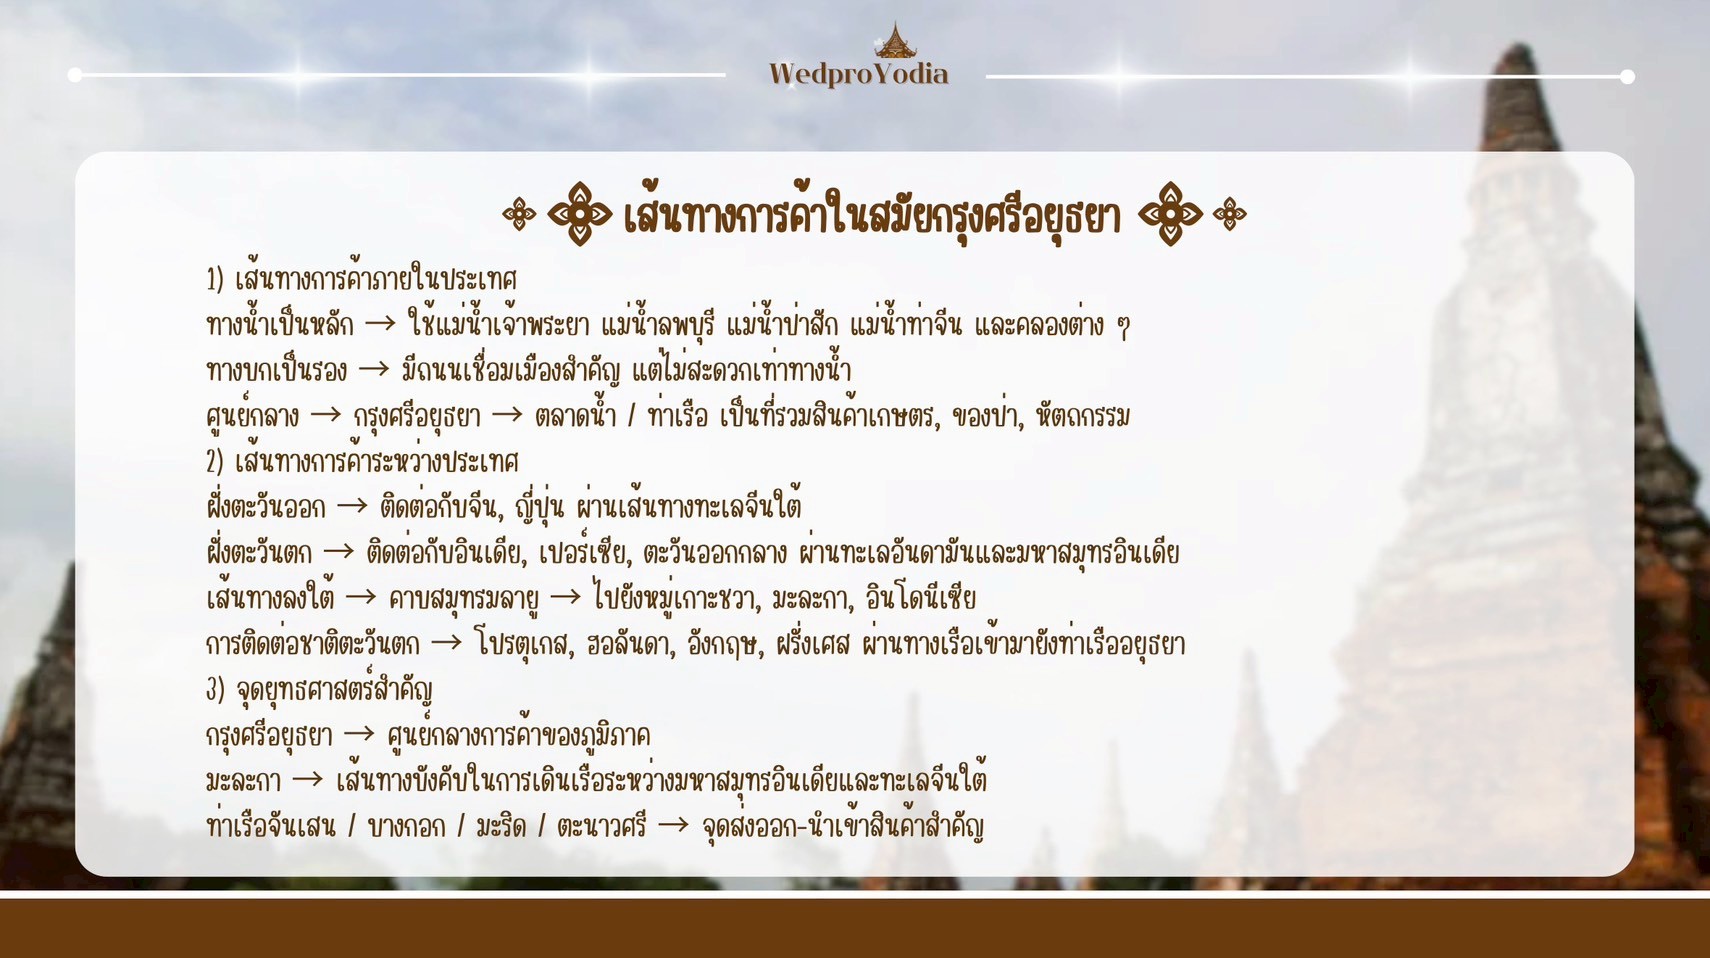 WedproYodia
เส้นทางการค้าในสมัยกรุงศรีอยุธยา
1) เส้นทางการค้าภายในประเทศ
ทางน้ำเป็นหลัก → ใช้แม่น้ำเจ้าพระยา แม่น้ำลพบุรี แม่น้ำป่าสัก แม่น้ำท่าจีน และคลองต่าง ๆ
ทางบกเป็นรอง → มีถนนเชื่อมเมืองสำคัญ แต่ไม่สะดวกเท่าทางน้ำ
ศูนย์กลาง → กรุงศรีอยุธยา → ตลาดน้ำ / ท่าเรือ เป็นที่รวมสินค้าเกษตร, ของป่า, หัตถกรรม
2) เส้นทางการค้าระหว่างประเทศ
ฝั่งตะวันออก → ติดต่อกับจีน, ญี่ปุ่น ผ่านเส้นทางทะเลจีนใต้
ฝั่งตะวันตก → ติดต่อกับอินเดีย, เปอร์เซีย, ตะวันออกกลาง ผ่านทะเลอันดามันและมหาสมุทรอินเดีย
เส้นทางลงใต้ → คาบสมุทรมลายู → ไปยังหมู่เกาะชวา, มะละกา, อินโดนีเซีย
การติดต่อชาติตะวันตก → โปรตุเกส, ฮอลันดา, อังกฤษ, ฝรั่งเศส ผ่านทางเรือเข้ามายังท่าเรืออยุธยา
3) จุดยุทธศาสตร์สำคัญ
กรุงศรีอยุธยา → ศูนย์กลางการค้าของภูมิภาค
มะละกา → เส้นทางบังคับในการเดินเรือระหว่างมหาสมุทรอินเดียและทะเลจีนใต้
ท่าเรือจันเสน / บางกอก / มะริด / ตะนาวศรี → จุดส่งออก-นำเข้าสินค้าสำคัญ